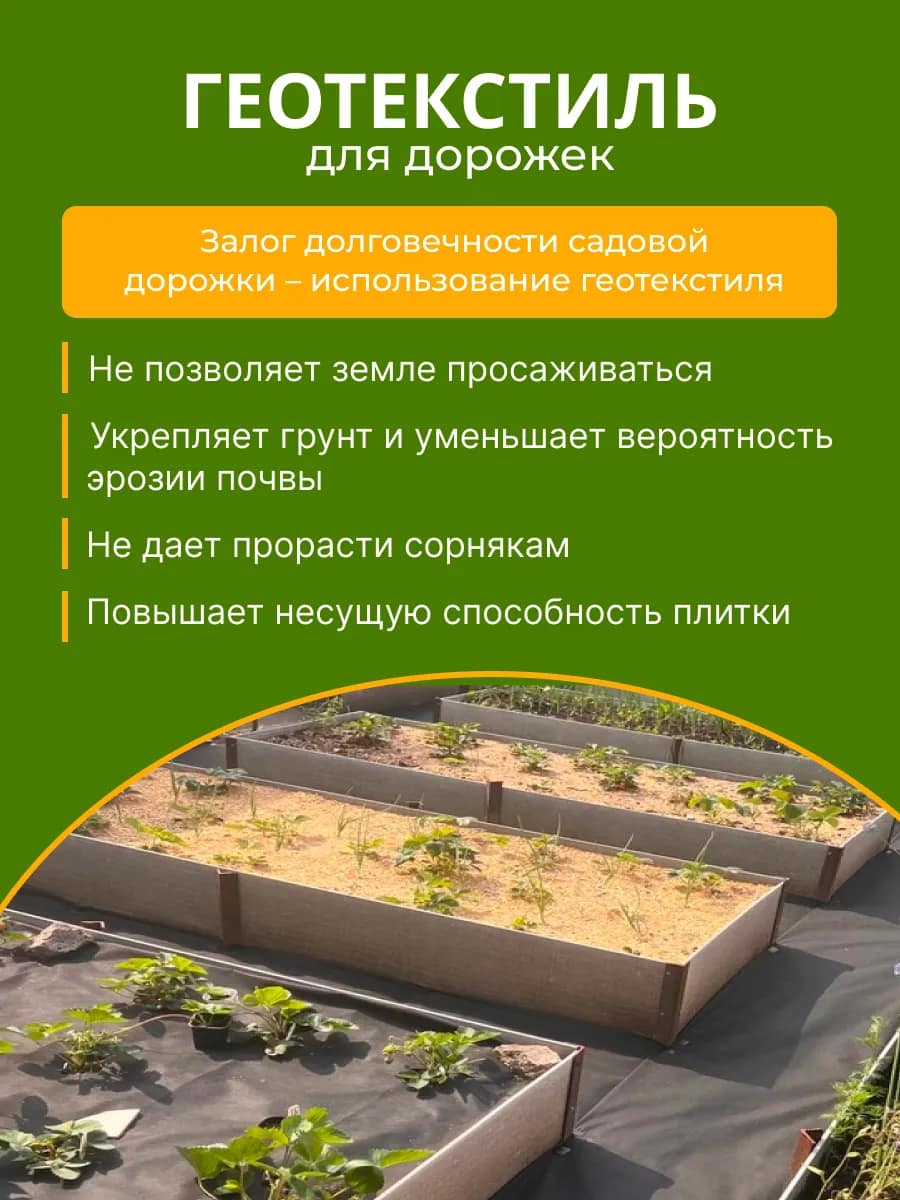 ГЕОТЕКСТИЛЬ
для дорожек
Залог долговечности садовой
дорожки – использование геотекстиля
Не позволяет земле просаживаться
Укрепляет грунт и уменьшает вероятность
эрозии почвы
Не дает прорасти сорнякам
Повышает несущую способность плитки